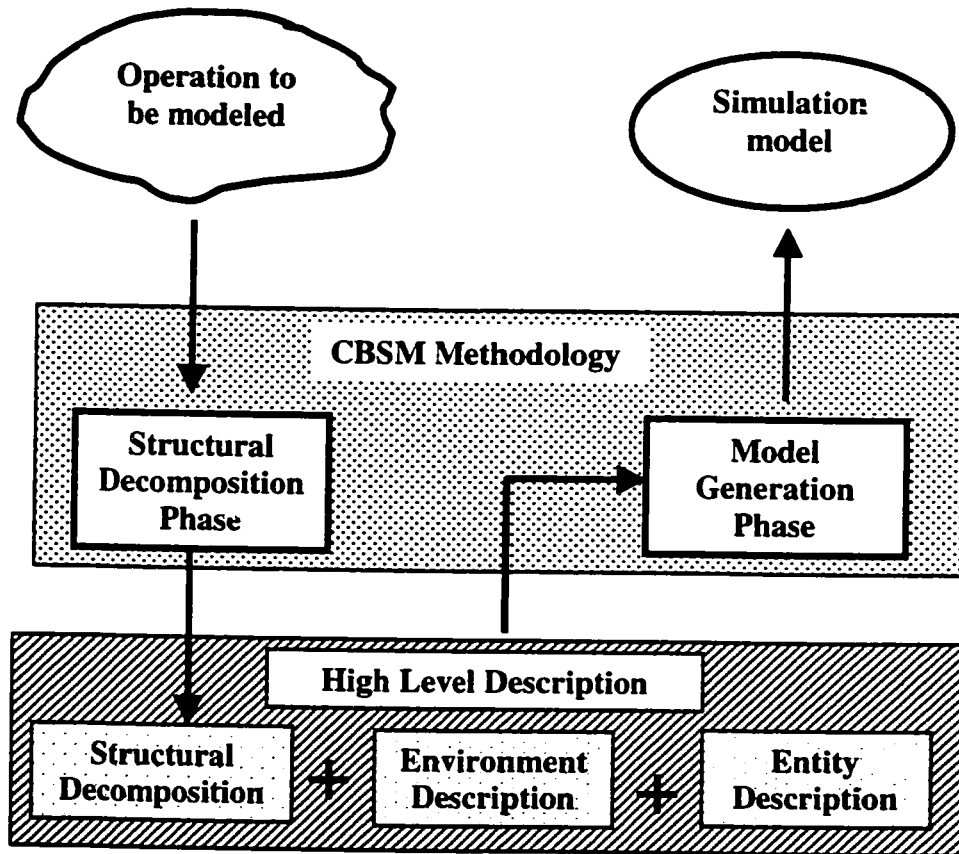 Operation to
be modeled
Simulation
model
CBSM Methodology
Structural
Decomposition
Phase
Model
Generation
Phase
High Level Description
Structural
Decomposition
+
Environment
Description
+
Entity
Description